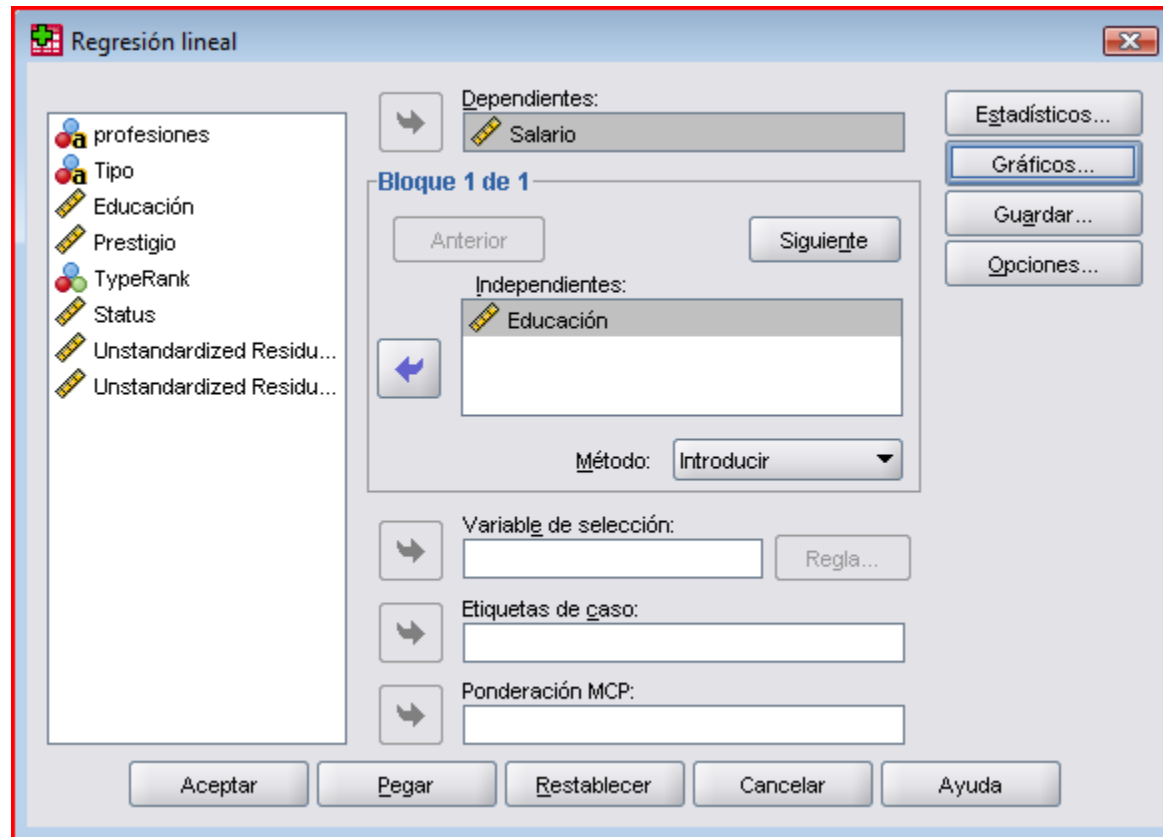 Regresión lineal
profesiones
Tipo
Educación
Prestigio
TypeRank
Status
Unstandardized Residu...
Unstandardized Residu...
Dependientes:
Salario
Bloque 1 de 1
Anterior
Siguiente
Independientes:
Educación
Método:
Introducir
Variable de selección:
Regla...
Etiquetas de caso:
Ponderación MCP:
Estadísticos...
Gráficos...
Guardar...
Opciones...
Aceptar
Pegar
Restablecer
Cancelar
Ayuda